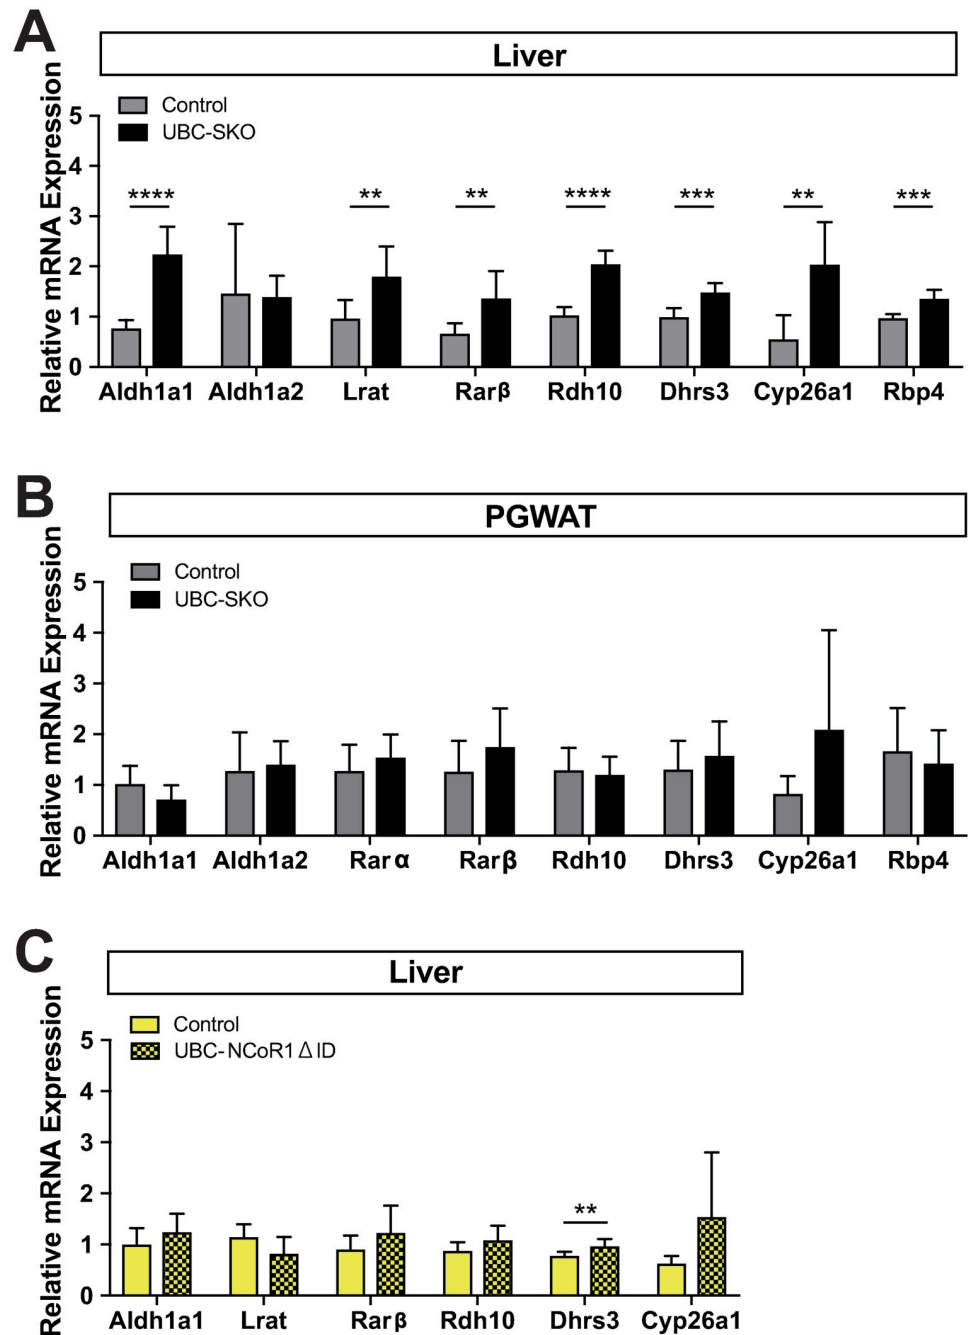 A
Liver
Relative mRNA Expression
Control
UBC-SKO
5
4
3
2
1
0
**** ** ** **** *** ** ***
Aldh1a1 Aldh1a2 Lrat Rarβ Rdh10 Dhrs3 Cyp26a1 Rbp4
B
PGWAT
Relative mRNA Expression
Control
UBC-SKO
5
4
3
2
1
0
Aldh1a1 Aldh1a2 Rar α Rarβ Rdh10 Dhrs3 Cyp26a1 Rbp4
C
Liver
Relative mRNA Expression
Control
UBC-NCoR1 Δ ID
5
4
3
2
1
0
**
Aldh1a1 Lrat Rarβ Rdh10 Dhrs3 Cyp26a1